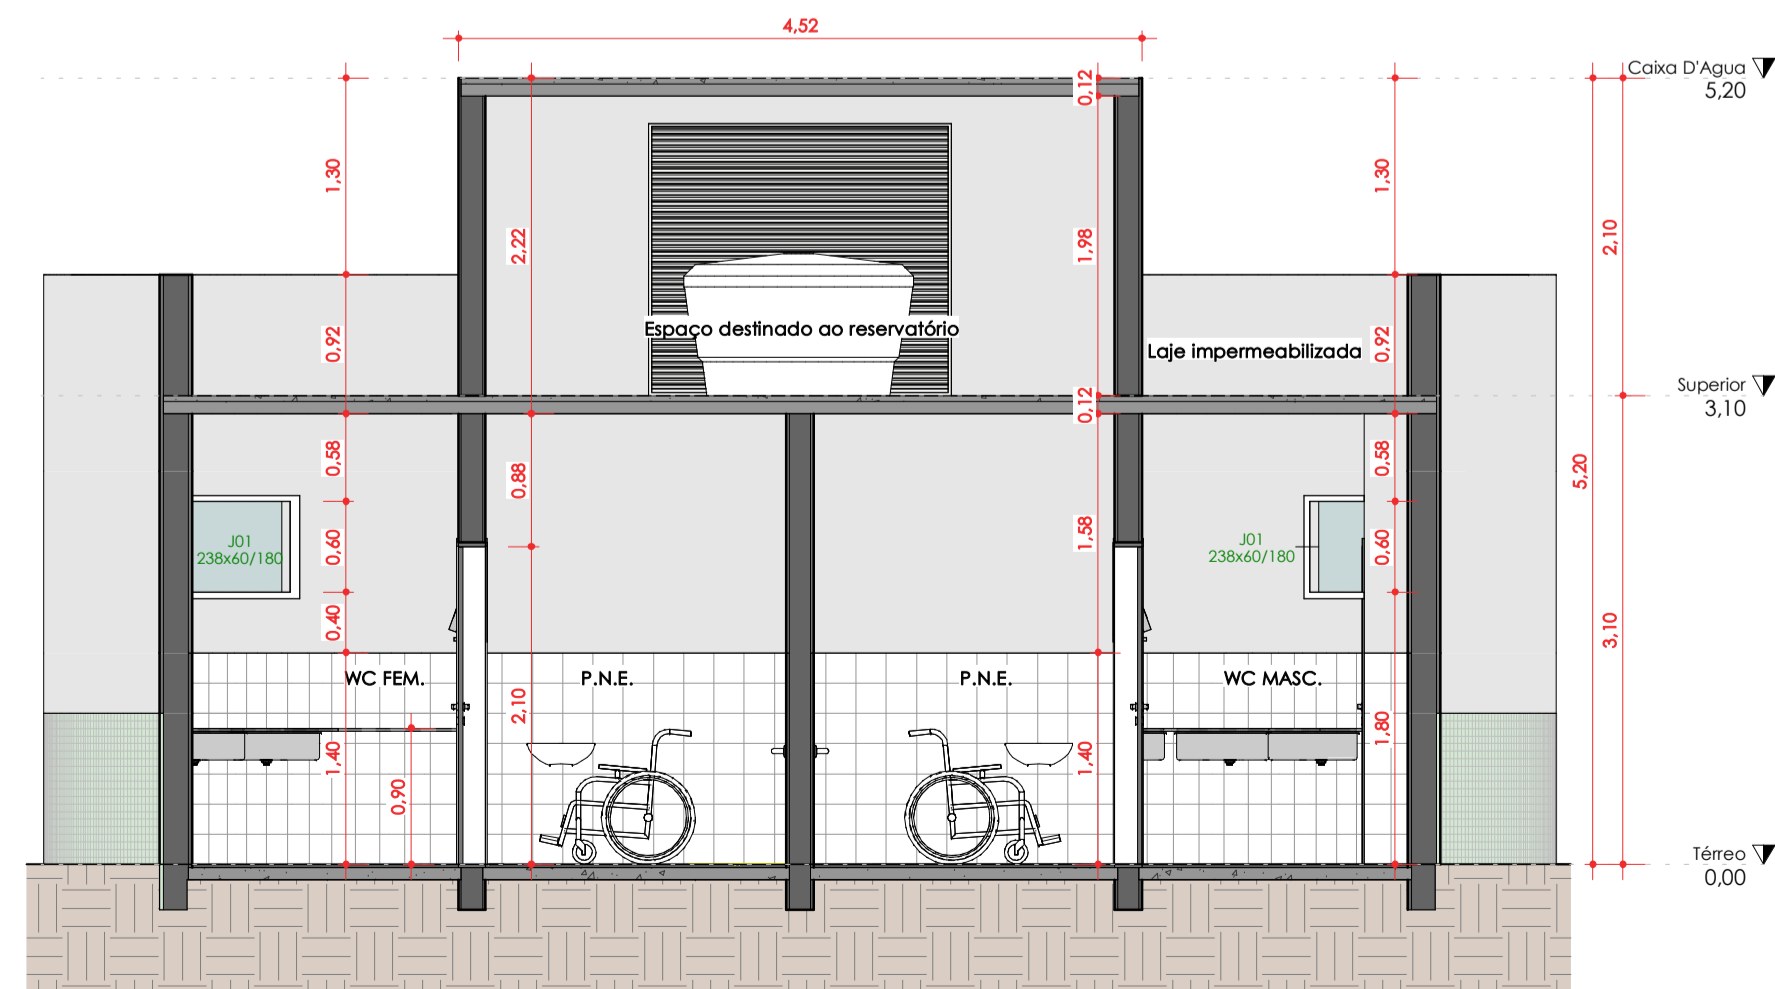 4,52
Caixa D'Agua
5,20
0,12
1,30
1,30
2,22
1,98
2,10
Espaço destinado ao reservatório
0,92
Laje impermeabilizada
0,92
Superior
3,10
0,12
0,58
0,88
0,58
5,20
1,58
J01
238x60/180
0,60
J01
238x60/180
0,60
0,40
3,10
WC FEM.
P.N.E.
P.N.E.
WC MASC.
2,10
1,80
1,40
1,40
0,90
Térreo
0,00